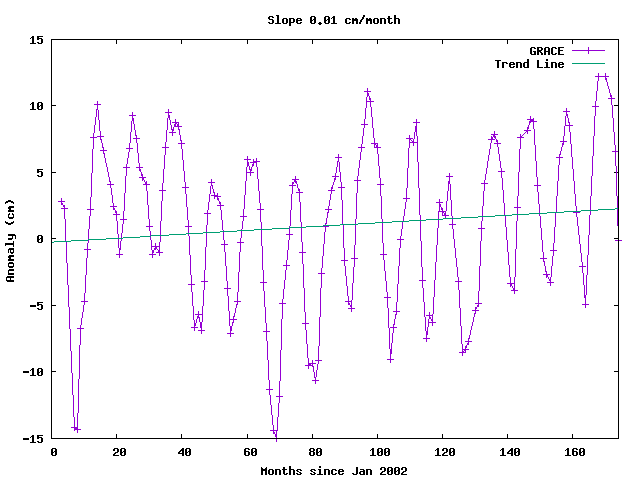 Slope 0.01 cm/month
GRACE
Trend Line
15
10
5
0
-5
-10
-15
Anomaly (cm)
0 20 40 60 80 100 120 140 160
Months since Jan 2002